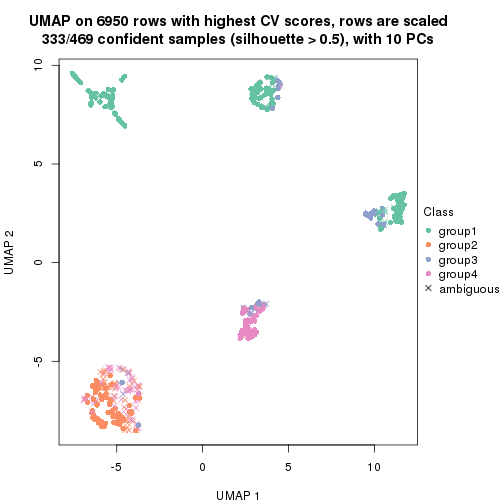 UMAP on 6950 rows with highest CV scores, rows are scaled
333/469 confident samples (silhouette > 0.5), with 10 PCs
10
5
0
-5
UMAP 2
Class
group1
group2
group3
group4
ambiguous
-5
0
5
10
UMAP 1